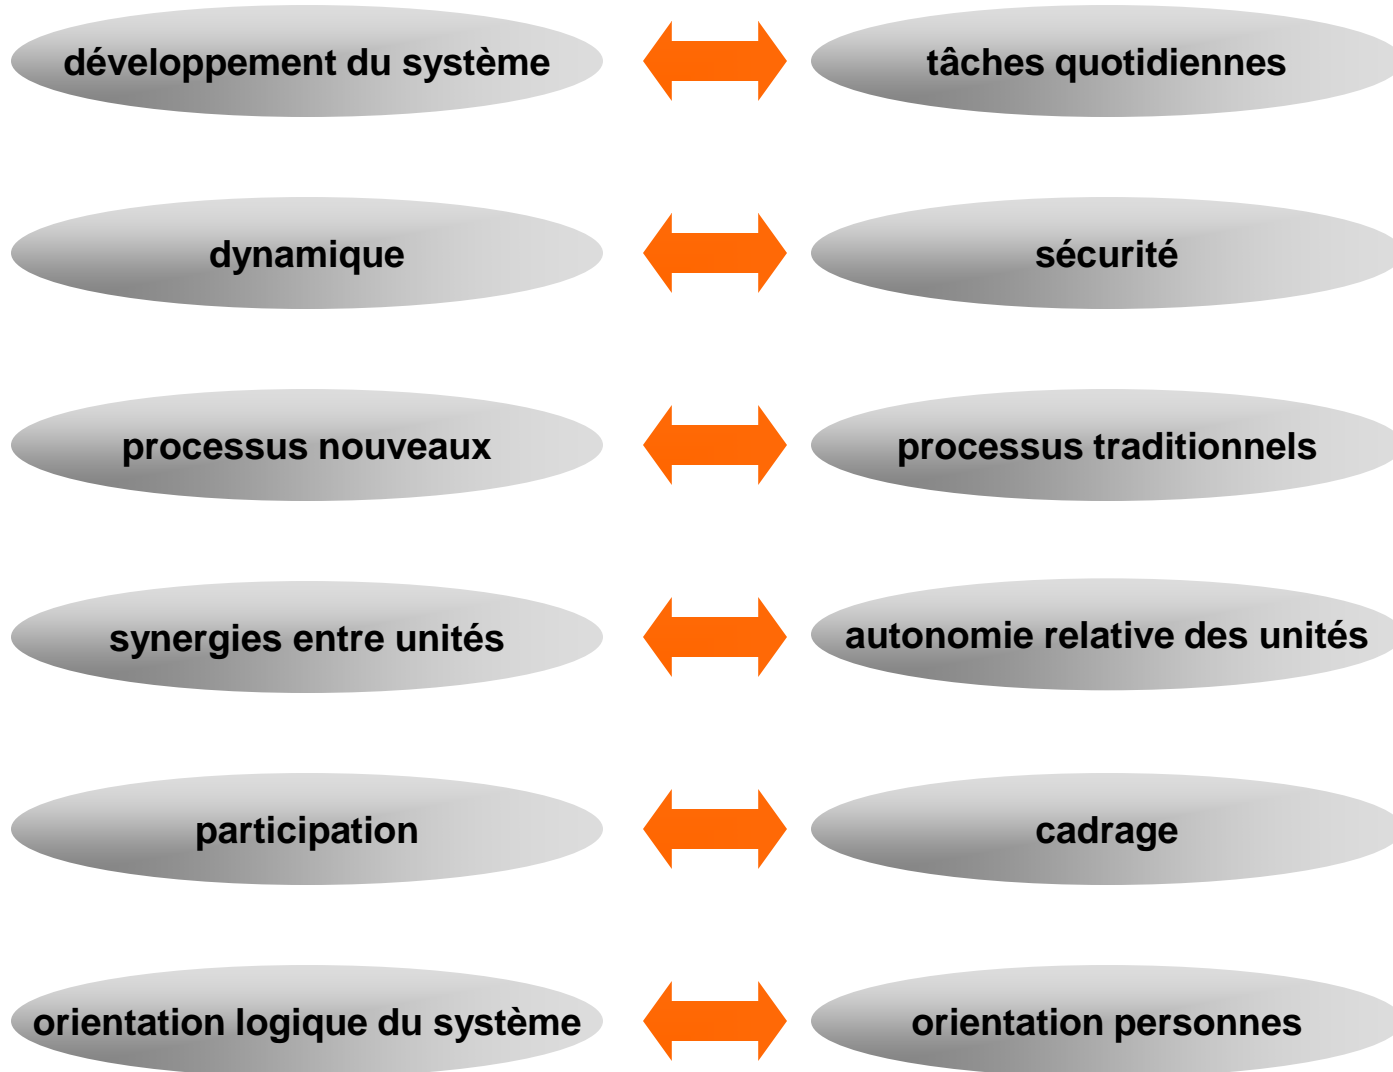 développement du système
tâches quotidiennes
dynamique
sécurité
processus nouveaux
processus traditionnels
synergies entre unités
autonomie relative des unités
participation
cadrage
orientation logique du système
orientation personnes